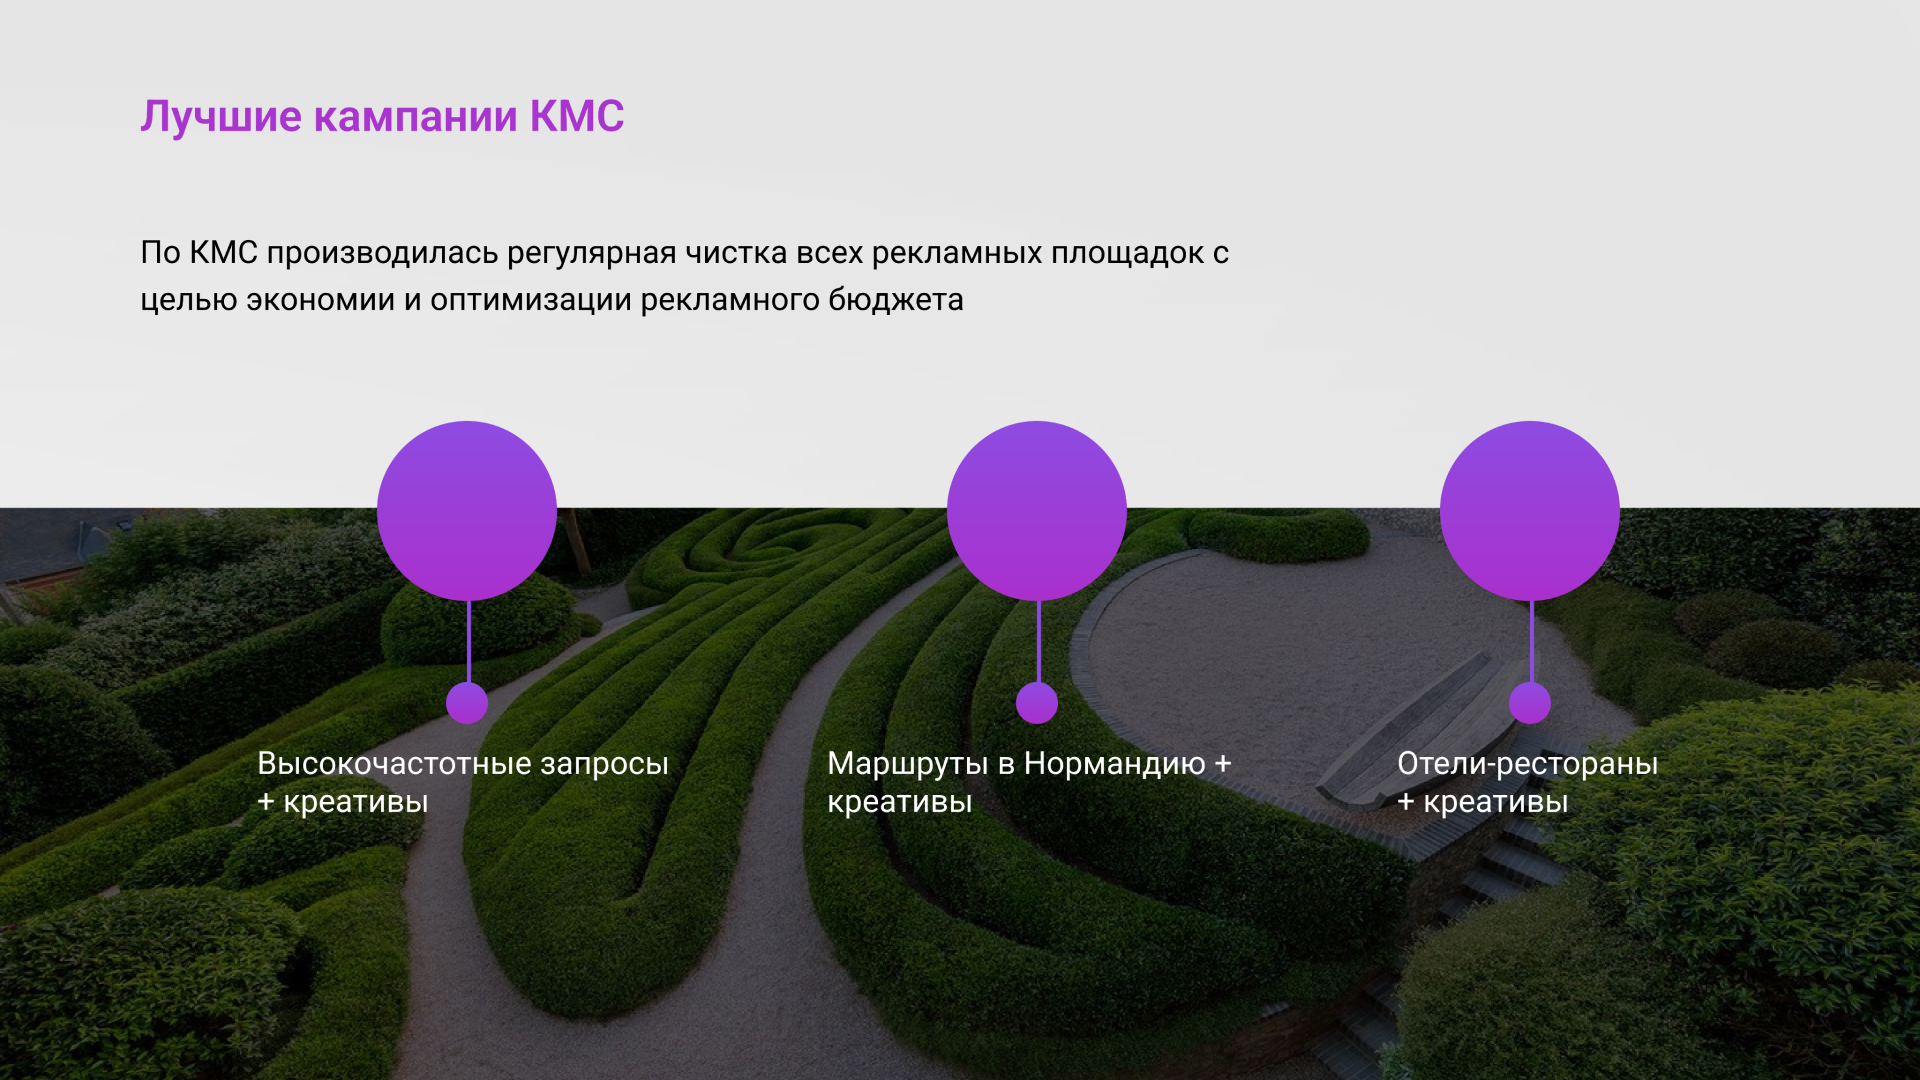 Лучшие кампании КМС
По КМС производилась регулярная чистка всех рекламных площадок с
целью экономии и оптимизации рекламного бюджета
Высокочастотные запросы
+ креативы
Маршруты в Нормандию +
креативы
Отели-рестораны
+ креативы